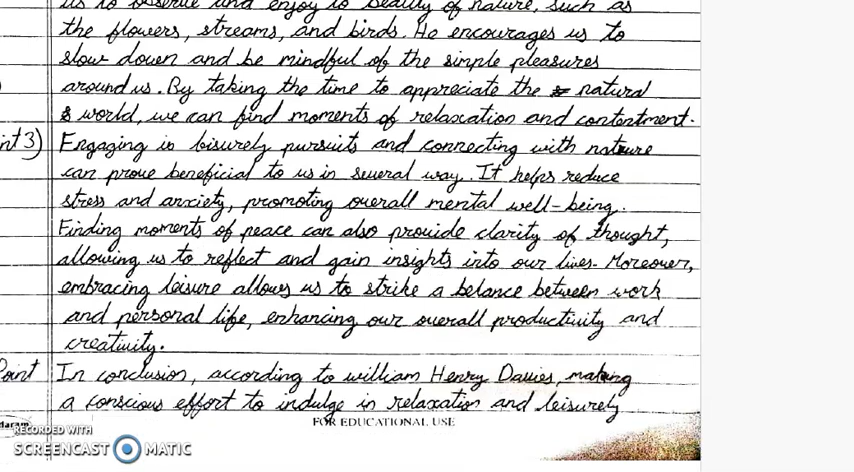 us to observe and enjoy to beauty of nature, such as
the flowers, streams, and birds. He encourages us to
slow down and be mindful of the simple pleasures
around us. By taking the time to appreciate the natural
world, we can find moments of relaxation and contentment.
nt 3) Engaging in leisurely pursuits and connecting with nature
can prove beneficial to us in several way. It helps reduce
stress and anxiety, promoting overall mental well-being.
Finding moments of peace can also provide clarity of thought,
allowing us to reflect and gain insights into our lives. Moreover,
embracing leisure allows us to strike a belance between work
and personal life, enhancing our overall productivity and
creativity.
Point In conclusion, according to william Henry Davies, making
a conscious effort to indulge in relaxation and leisurely
daram
FOR EDUCATIONAL USE
RECORDED WITH
SCREENCAST MATIC